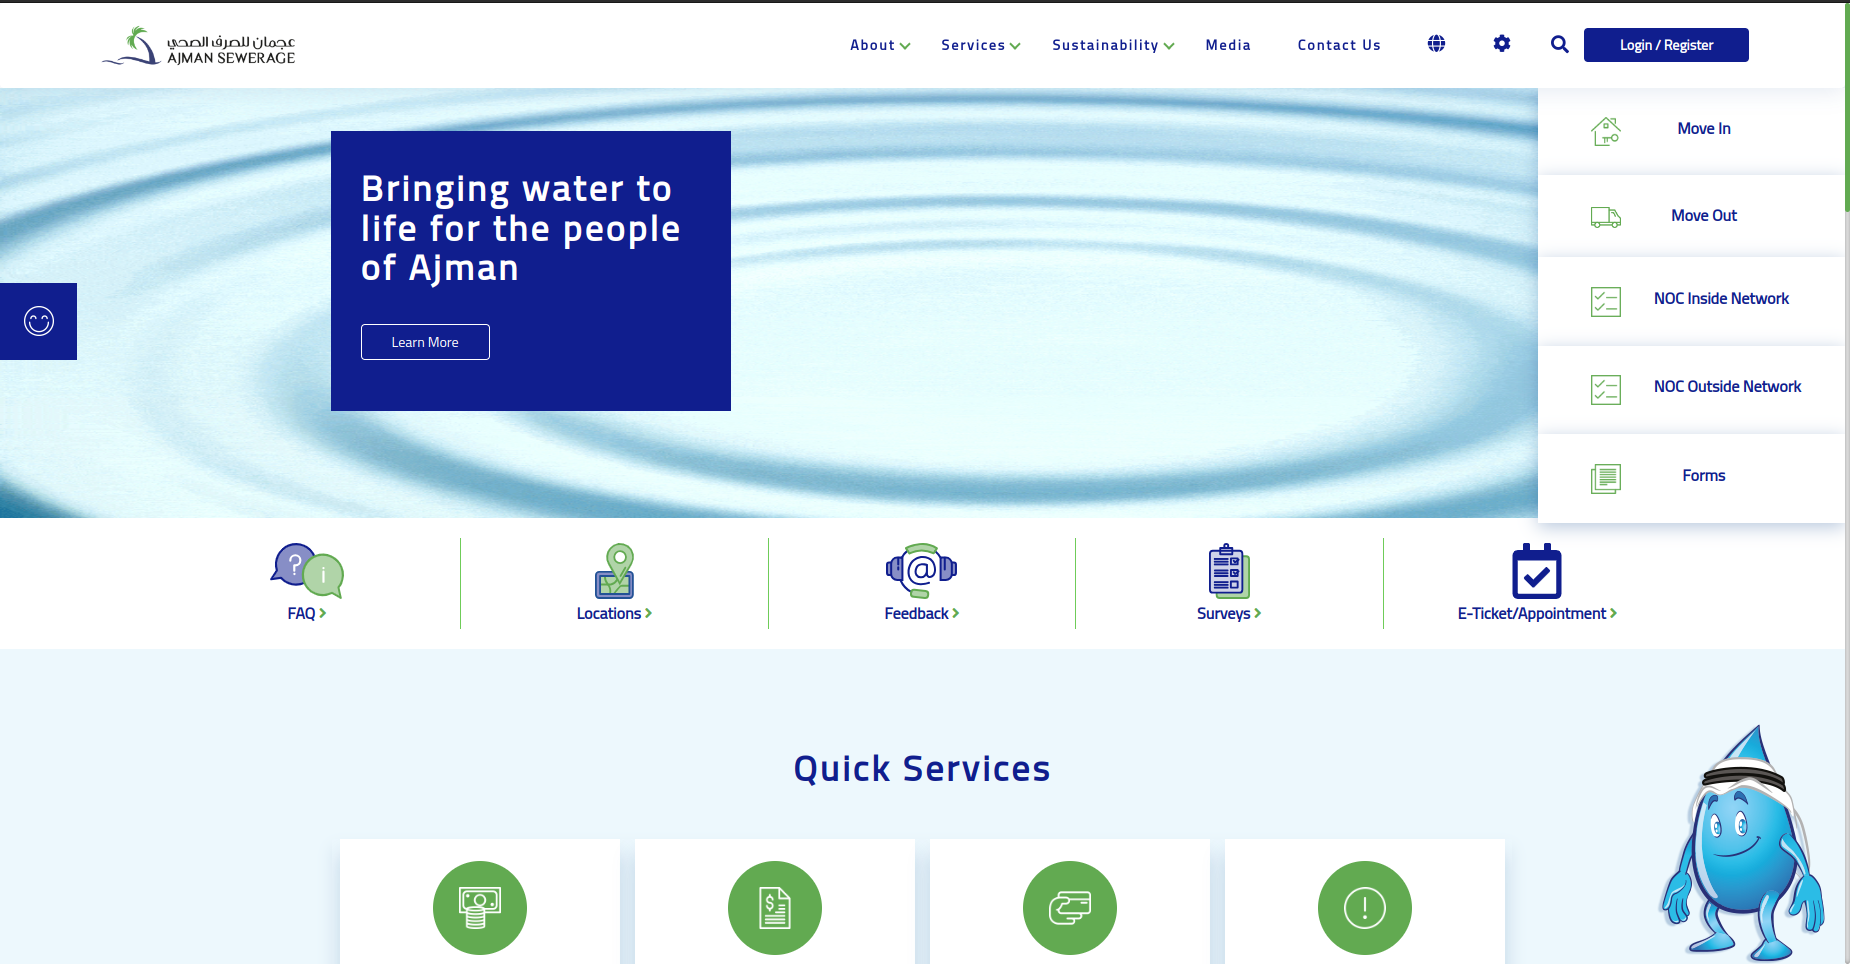 عجمان للصرف الصحي
AJMAN SEWERAGE
About
Services
Sustainability
Media
Contact Us
Login / Register
Bringing water to
life for the people
of Ajman
Learn More
Move In
Move Out
NOC Inside Network
NOC Outside Network
Forms
FAQ
Locations
Feedback
Surveys
E-Ticket/Appointment
Quick Services